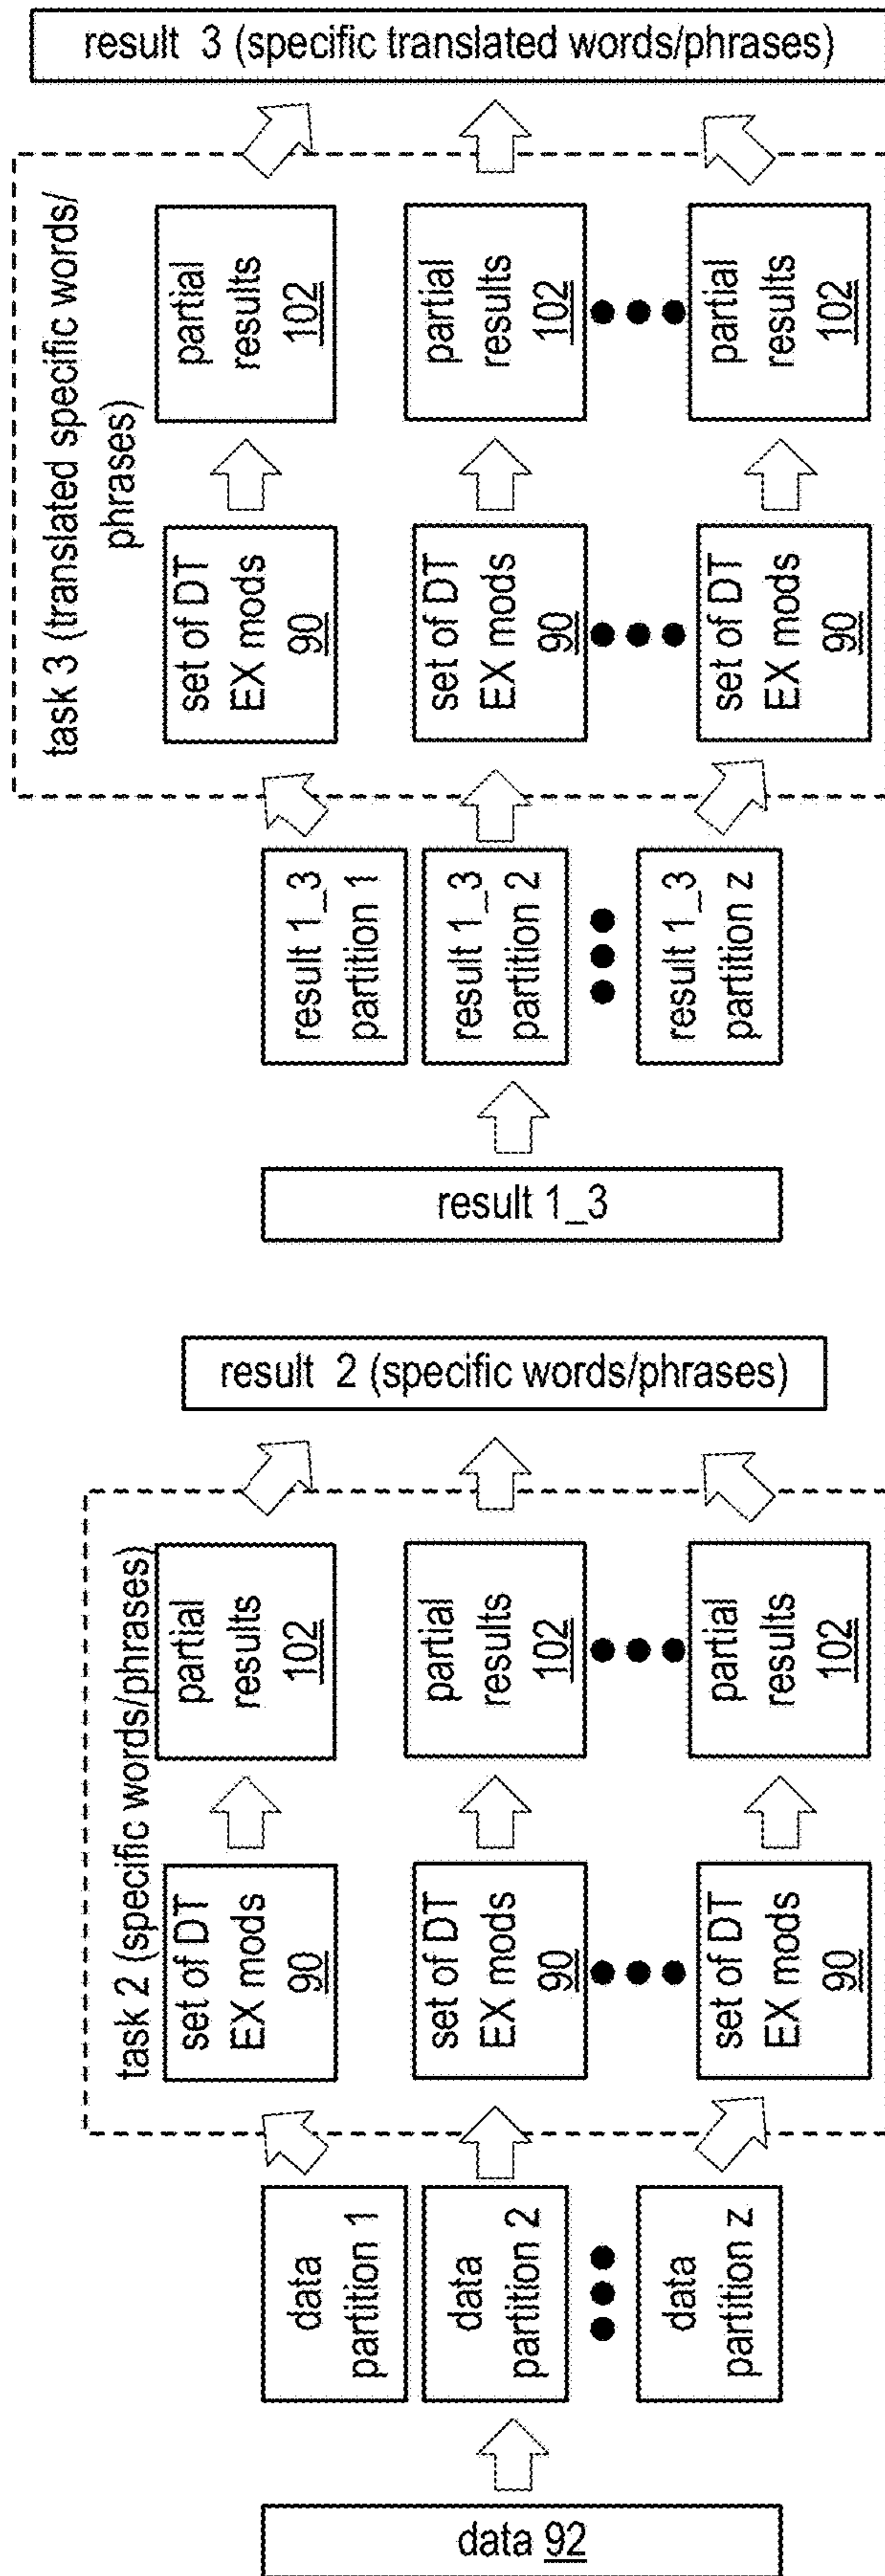 data 92
data
partition 1
data
partition 2
data
partition z
task 2 (specific words/phrases)
set of DT
EX mods
90
set of DT
EX mods
90
set of DT
EX mods
90
partial
results
102
partial
results
102
partial
results
102
result 2 (specific words/phrases)
result 1_3
result 1_3
partition 1
result 1_3
partition 2
result 1_3
partition z
task 3 (translated specific words/
phrases)
set of DT
EX mods
90
set of DT
EX mods
90
set of DT
EX mods
90
partial
results
102
partial
results
102
partial
results
102
result 3 (specific translated words/phrases)